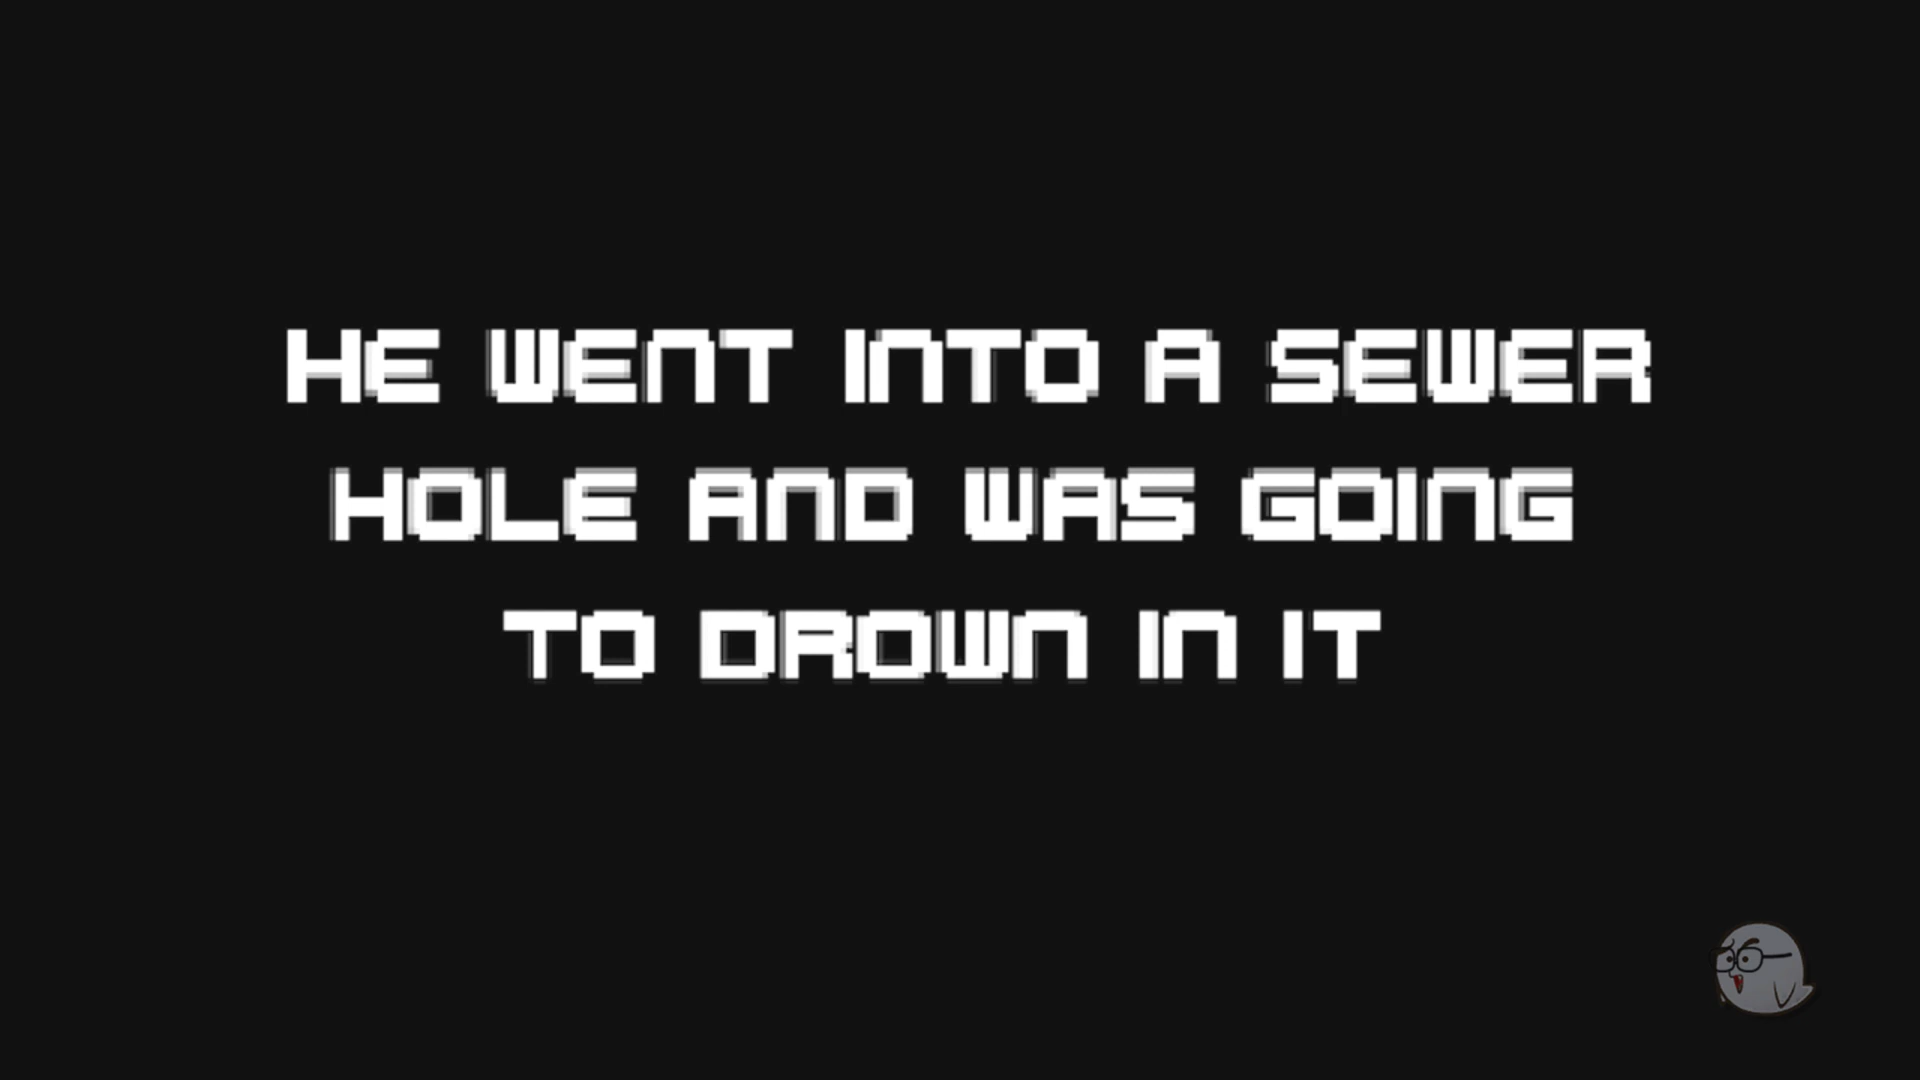 HE WENT INTO A SEWER
HOLE AND WAS GOING
TO DROWN IN IT